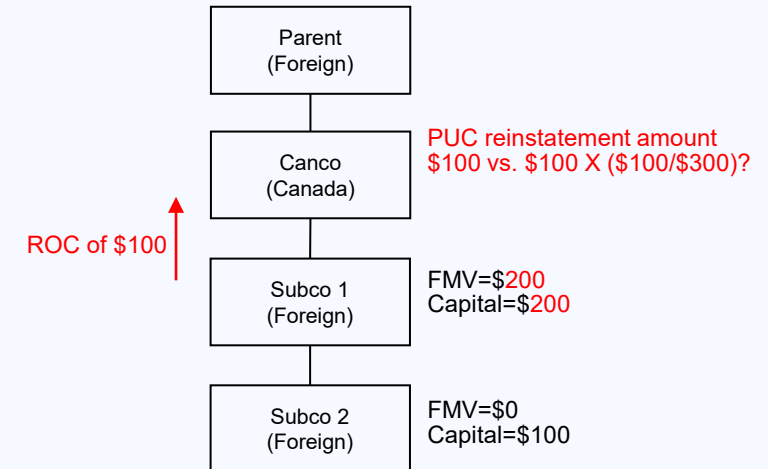 Parent
(Foreign)
PUC reinstatement amount
$100 vs. $100 X ($100/$300)?
Canco
(Canada)
ROC of $100
Subco 1
(Foreign)
FMV=$200
Capital=$200
Subco 2
(Foreign)
FMV=$0
Capital=$100